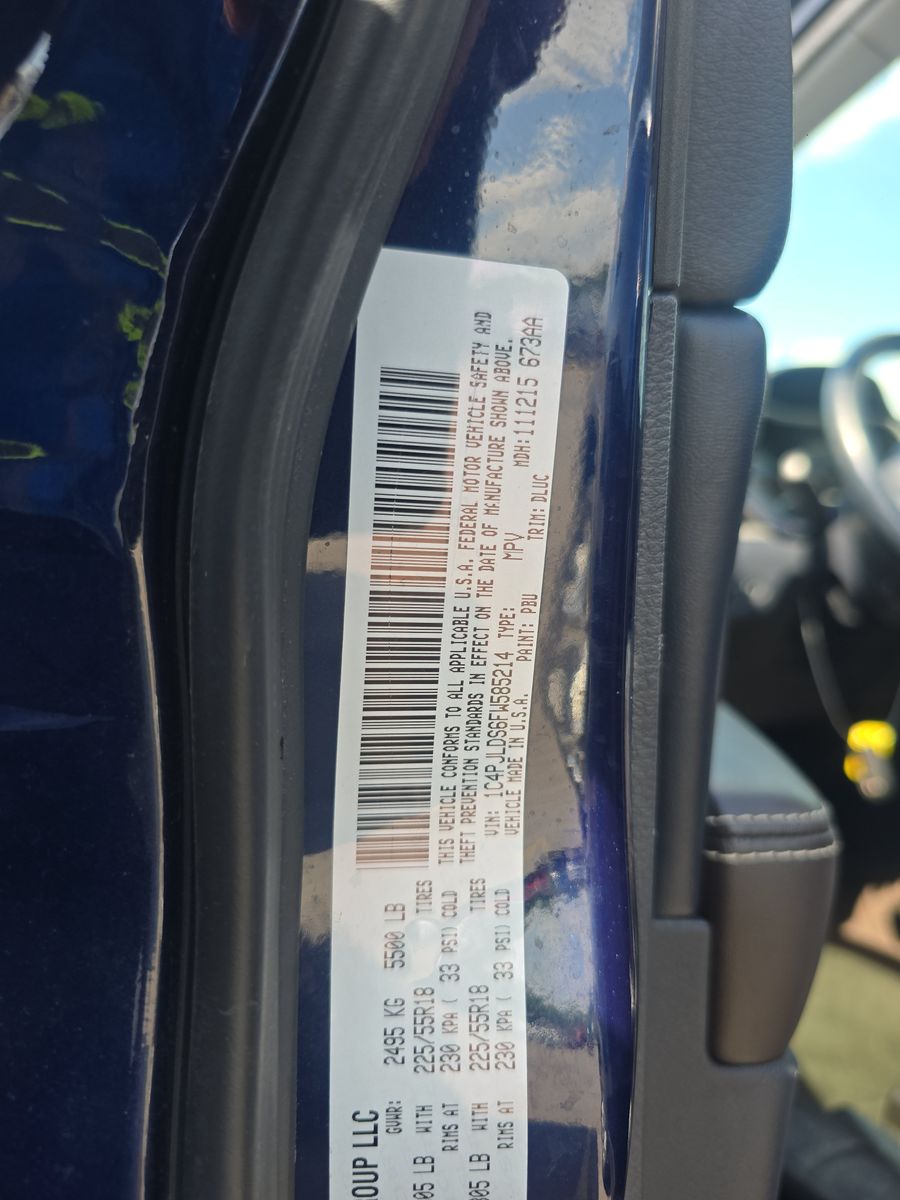 OUP LLC
GVWR: 2495 KG 5500 LB
05 LB WITH 225/55R18 TIRES
RIMS AT 230 KPA ( 33 PSI) COLD
05 LB WITH 225/55R18 TIRES
RIMS AT 230 KPA ( 33 PSI) COLD
THIS VEHICLE CONFORMS TO ALL APPLICABLE U.S.A. FEDERAL MOTOR VEHICLE SAFETY AND
THEFT PREVENTION STANDARDS IN EFFECT ON THE DATE OF MANUFACTURE SHOWN ABOVE.
VIN: 1C4PJLDS6FW585214 TYPE: MPV MDH:111215 673AA
VEHICLE MADE IN U.S.A. PAINT: PBU TRIM: DLUC